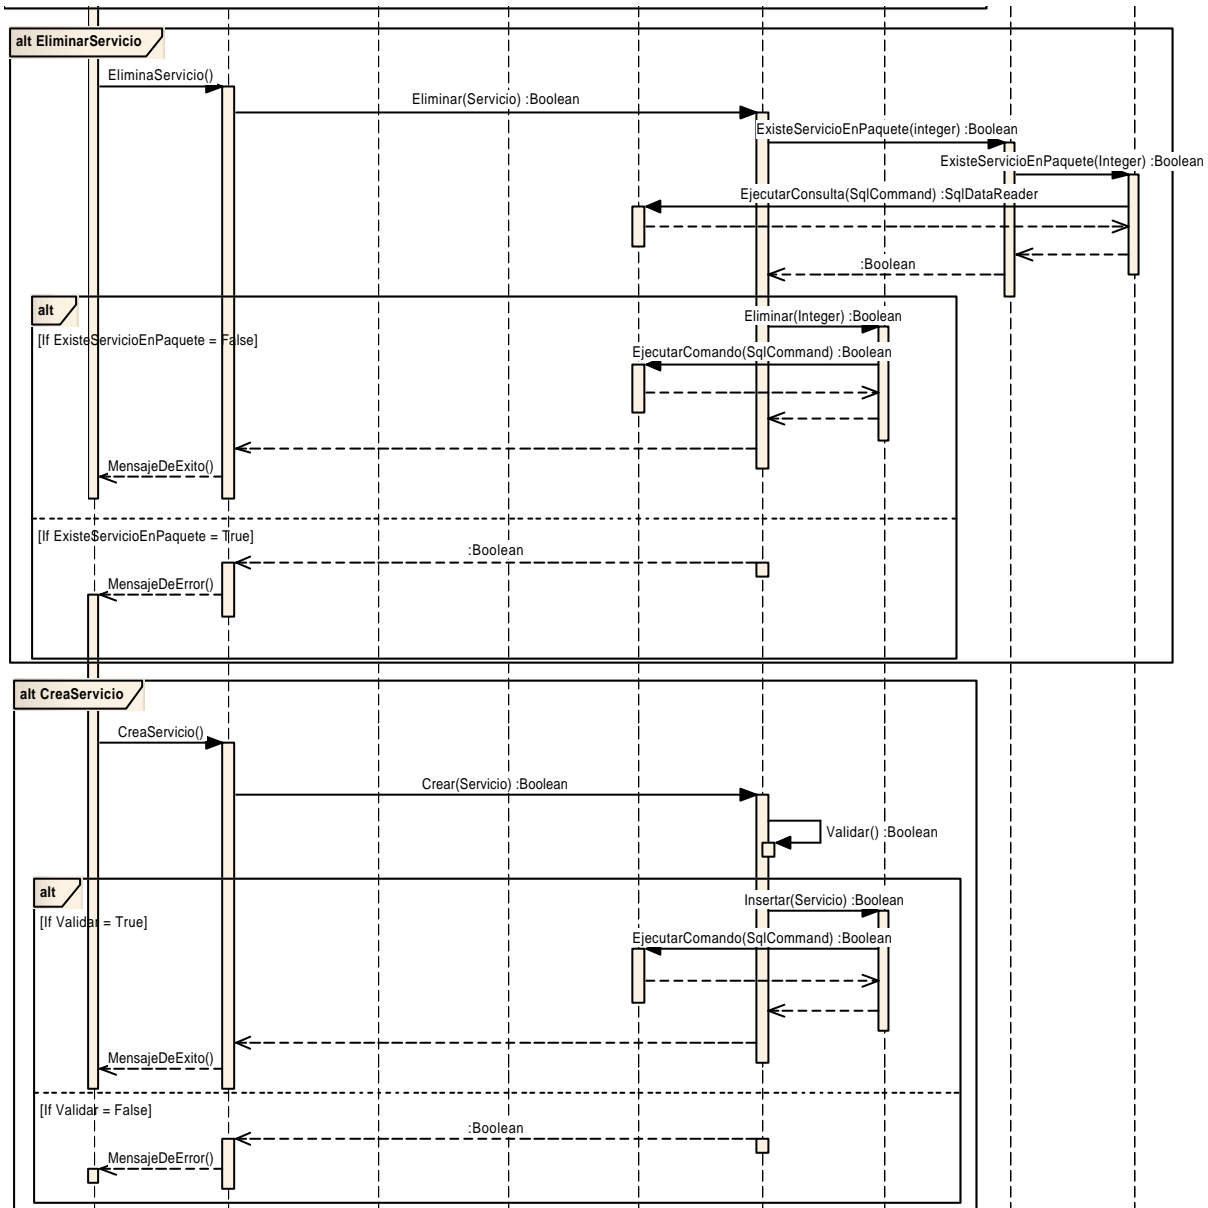 alt EliminarServicio
EliminaServicio()
Eliminar(Servicio) :Boolean
ExisteServicioEnPaquete(integer) :Boolean
ExisteServicioEnPaquete(Integer) :Boolean
EjecutarConsulta(SqlCommand) :SqlDataReader
:Boolean
alt
Eliminar(Integer) :Boolean
[If ExisteServicioEnPaquete = False]
EjecutarComando(SqlCommand) :Boolean
MensajeDeExito()
[If ExisteServicioEnPaquete = True]
:Boolean
MensajeDeError()
alt CreaServicio
CreaServicio()
Crear(Servicio) :Boolean
Validar() :Boolean
alt
Insertar(Servicio) :Boolean
[If Validar = True]
EjecutarComando(SqlCommand) :Boolean
MensajeDeExito()
[If Validar = False]
:Boolean
MensajeDeError()